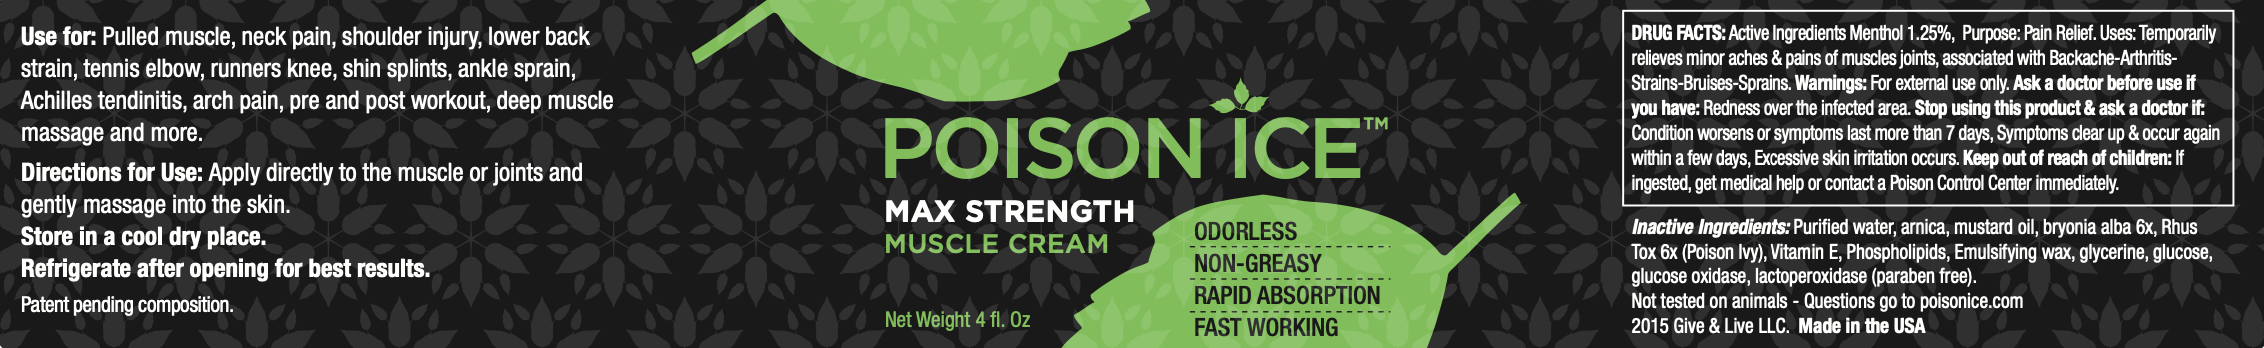 Use for: Pulled muscle, neck pain, shoulder injury, lower back
strain, tennis elbow, runners knee, shin splints, ankle sprain,
Achilles tendinitis, arch pain, pre and post workout, deep muscle
massage and more.
Directions for Use: Apply directly to the muscle or joints and
gently massage into the skin.
Store in a cool dry place.
Refrigerate after opening for best results.
Patent pending composition.
POISON ICE™
MAX STRENGTH
MUSCLE CREAM
Net Weight 4 fl. Oz
ODORLESS
NON-GREASY
RAPID ABSORPTION
FAST WORKING
DRUG FACTS: Active Ingredients Menthol 1.25%, Purpose: Pain Relief. Uses: Temporarily
relieves minor aches & pains of muscles joints, associated with Backache-Arthritis-
Strains-Bruises-Sprains. Warnings: For external use only. Ask a doctor before use if
you have: Redness over the infected area. Stop using this product & ask a doctor if:
Condition worsens or symptoms last more than 7 days, Symptoms clear up & occur again
within a few days, Excessive skin irritation occurs. Keep out of reach of children: If
ingested, get medical help or contact a Poison Control Center immediately.
Inactive Ingredients: Purified water, arnica, mustard oil, bryonia alba 6x, Rhus
Tox 6x (Poison Ivy), Vitamin E, Phospholipids, Emulsifying wax, glycerine, glucose,
glucose oxidase, lactoperoxidase (paraben free).
Not tested on animals - Questions go to poisonice.com
2015 Give & Live LLC. Made in the USA